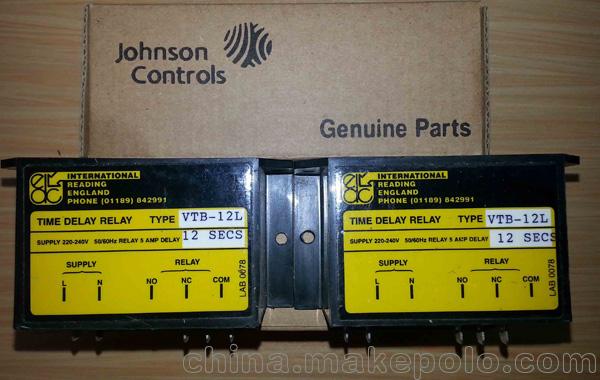 Johnson
Controls
Genuine Parts
INTERNATIONAL
READING
ENGLAND
PHONE (01189) 842991
TIME DELAY RELAY TYPE VTB-12L
SUPPLY 220-240V 50/60Hz RELAY 5 AMP DELAY 12 SECS
SUPPLY RELAY
L N NO NC COM
LAB 0078
INTERNATIONAL
READING
ENGLAND
PHONE (01189) 842991
TIME DELAY RELAY TYPE VTB-12L
SUPPLY 220-240V 50/60Hz RELAY 5 AMP DELAY 12 SECS
SUPPLY RELAY
L N NO NC COM
LAB 0078
china.makepolo.com